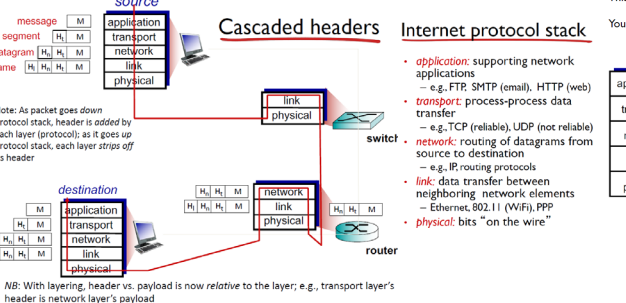 source
message M
segment Ht M
datagram Hn Ht M
Hl Hn Ht M
application
transport
network
link
physical
Cascaded headers
Note: As packet goes down
protocol stack, header is added by
each layer (protocol); as it goes up
protocol stack, each layer strips off
its header
link
physical
switch
destination
M
Ht M
Hn Ht M
Hn Ht M
application
transport
network
link
physical
Hn Ht M
Hl Hn Ht M
network
link
physical
Hn Ht M
router
NB: With layering, header vs. payload is now relative to the layer; e.g., transport layer's
header is network layer's payload
Internet protocol stack
• application: supporting network
applications
– e.g., FTP, SMTP (email), HTTP (web)
• transport: process-process data
transfer
– e.g., TCP (reliable), UDP (not reliable)
• network: routing of datagrams from
source to destination
– e.g., IP, routing protocols
• link: data transfer between
neighboring network elements
– Ethernet, 802.11 (WiFi), PPP
• physical: bits "on the wire"
You